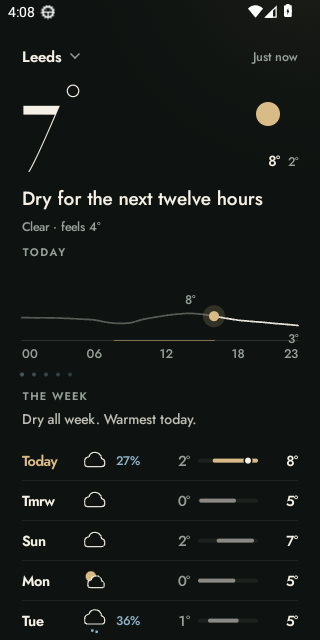 4:08
Leeds
Just now
7°
8° 2°
Dry for the next twelve hours
Clear · feels 4°
TODAY
8°
3°
00 06 12 18 23
THE WEEK
Dry all week. Warmest today.
Today 27% 2° 8°
Tmrw 0° 5°
Sun 2° 7°
Mon 0° 5°
Tue 36% 1° 5°